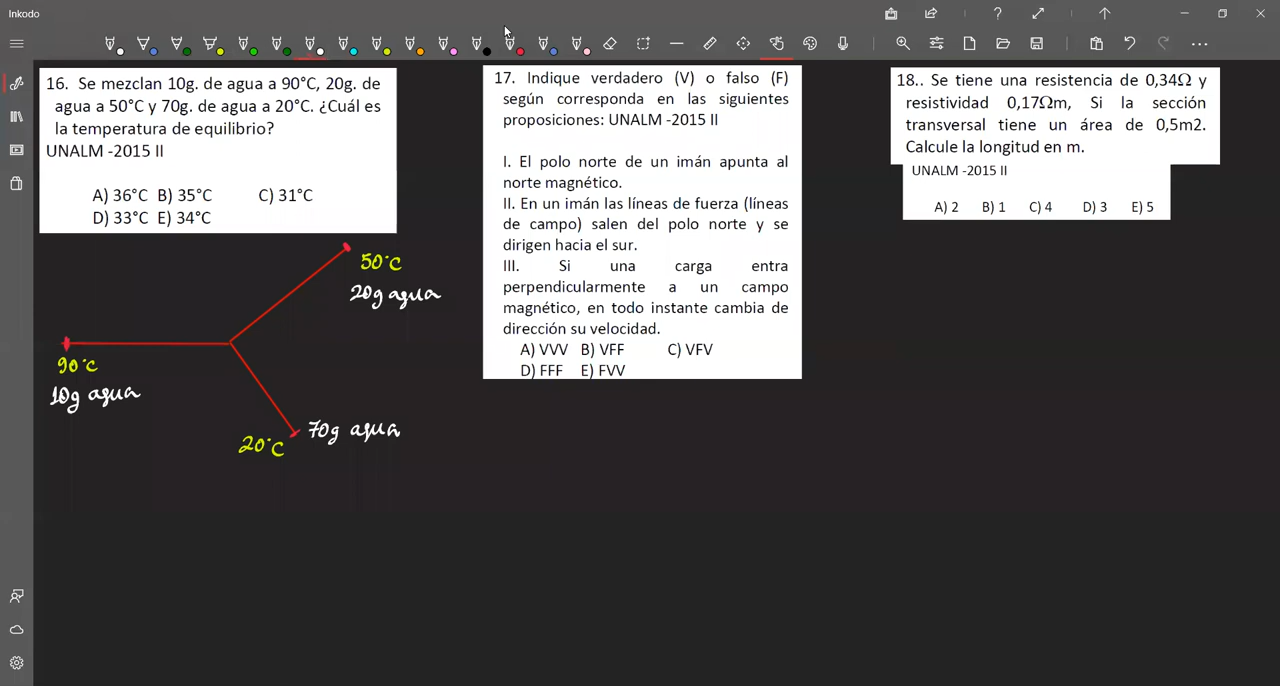 Inkodo
16. Se mezclan 10g. de agua a 90°C, 20g. de
agua a 50°C y 70g. de agua a 20°C. ¿Cuál es
la temperatura de equilibrio?
UNALM -2015 II
A) 36°C B) 35°C C) 31°C
D) 33°C E) 34°C
50°C
20g agua
90°C
10g agua
20°C
70g agua
17. Indique verdadero (V) o falso (F)
según corresponda en las siguientes
proposiciones: UNALM -2015 II
I. El polo norte de un imán apunta al
norte magnético.
II. En un imán las líneas de fuerza (líneas
de campo) salen del polo norte y se
dirigen hacia el sur.
III. Si una carga entra
perpendicularmente a un campo
magnético, en todo instante cambia de
dirección su velocidad.
A) VVV B) VFF C) VFV
D) FFF E) FVV
18.. Se tiene una resistencia de 0,34Ω y
resistividad 0,17Ωm, Si la sección
transversal tiene un área de 0,5m2.
Calcule la longitud en m.
UNALM -2015 II
A) 2 B) 1 C) 4 D) 3 E) 5